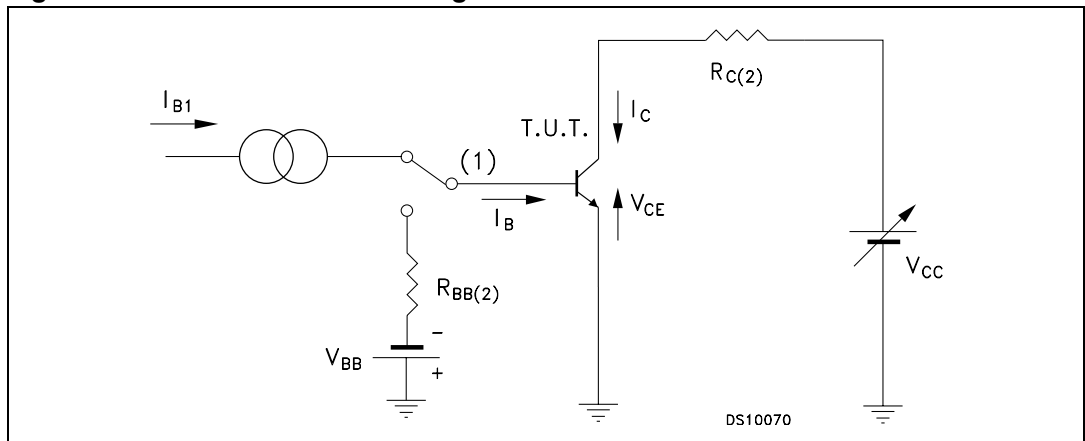 R_C(2)
I_B1
I_C
T.U.T.
(1)
V_CE
I_B
V_CC
R_BB(2)
-
V_BB
+
DS10070